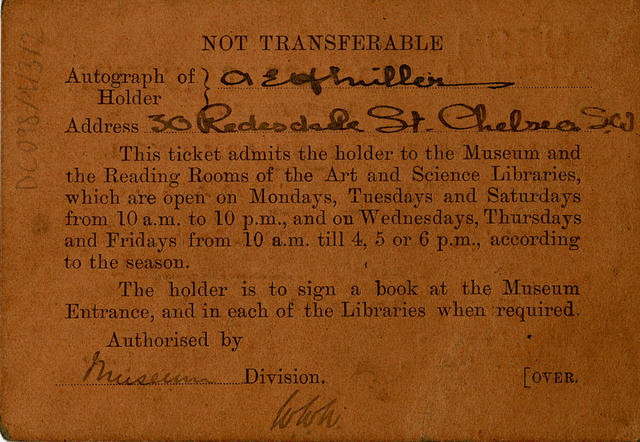 NOT TRANSFERABLE
Autograph of } A E H Miller
Holder
Address 30 Redesdale St. Chelsea S.W
This ticket admits the holder to the Museum and
the Reading Rooms of the Art and Science Libraries,
which are open on Mondays, Tuesdays and Saturdays
from 10 a.m. to 10 p.m., and on Wednesdays, Thursdays
and Fridays from 10 a.m. till 4, 5 or 6 p.m., according
to the season.
The holder is to sign a book at the Museum
Entrance, and in each of the Libraries when required.
Authorised by
Museum Division. [OVER.